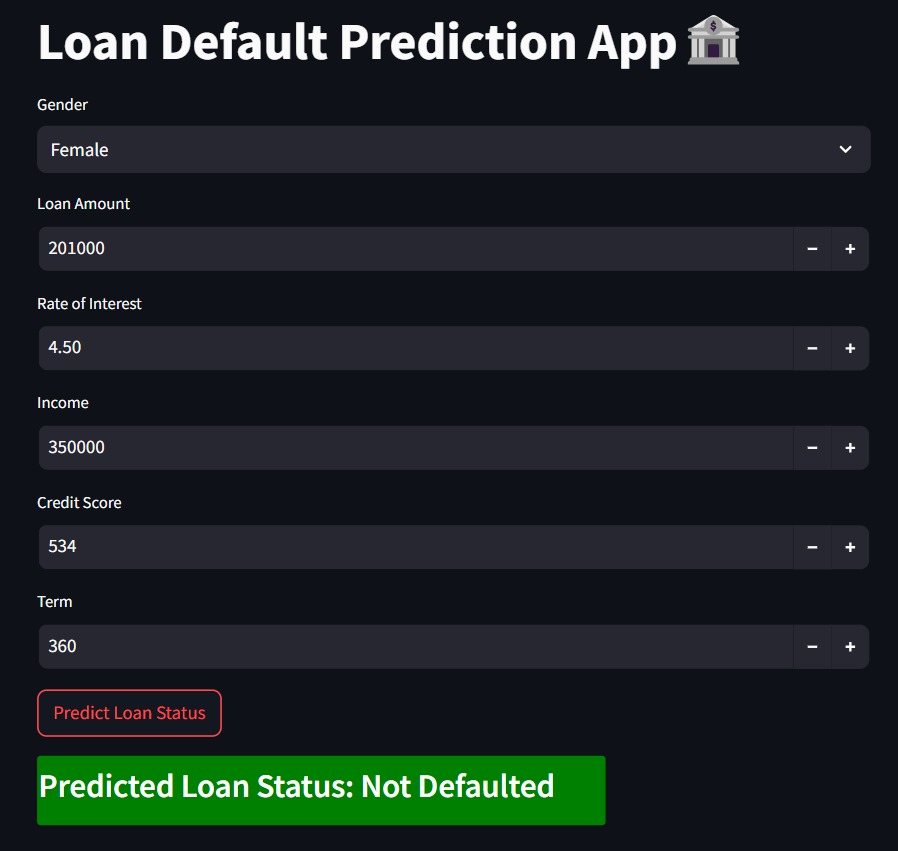 Loan Default Prediction App
Gender
Female
Loan Amount
201000
Rate of Interest
4.50
Income
350000
Credit Score
534
Term
360
Predict Loan Status
Predicted Loan Status: Not Defaulted